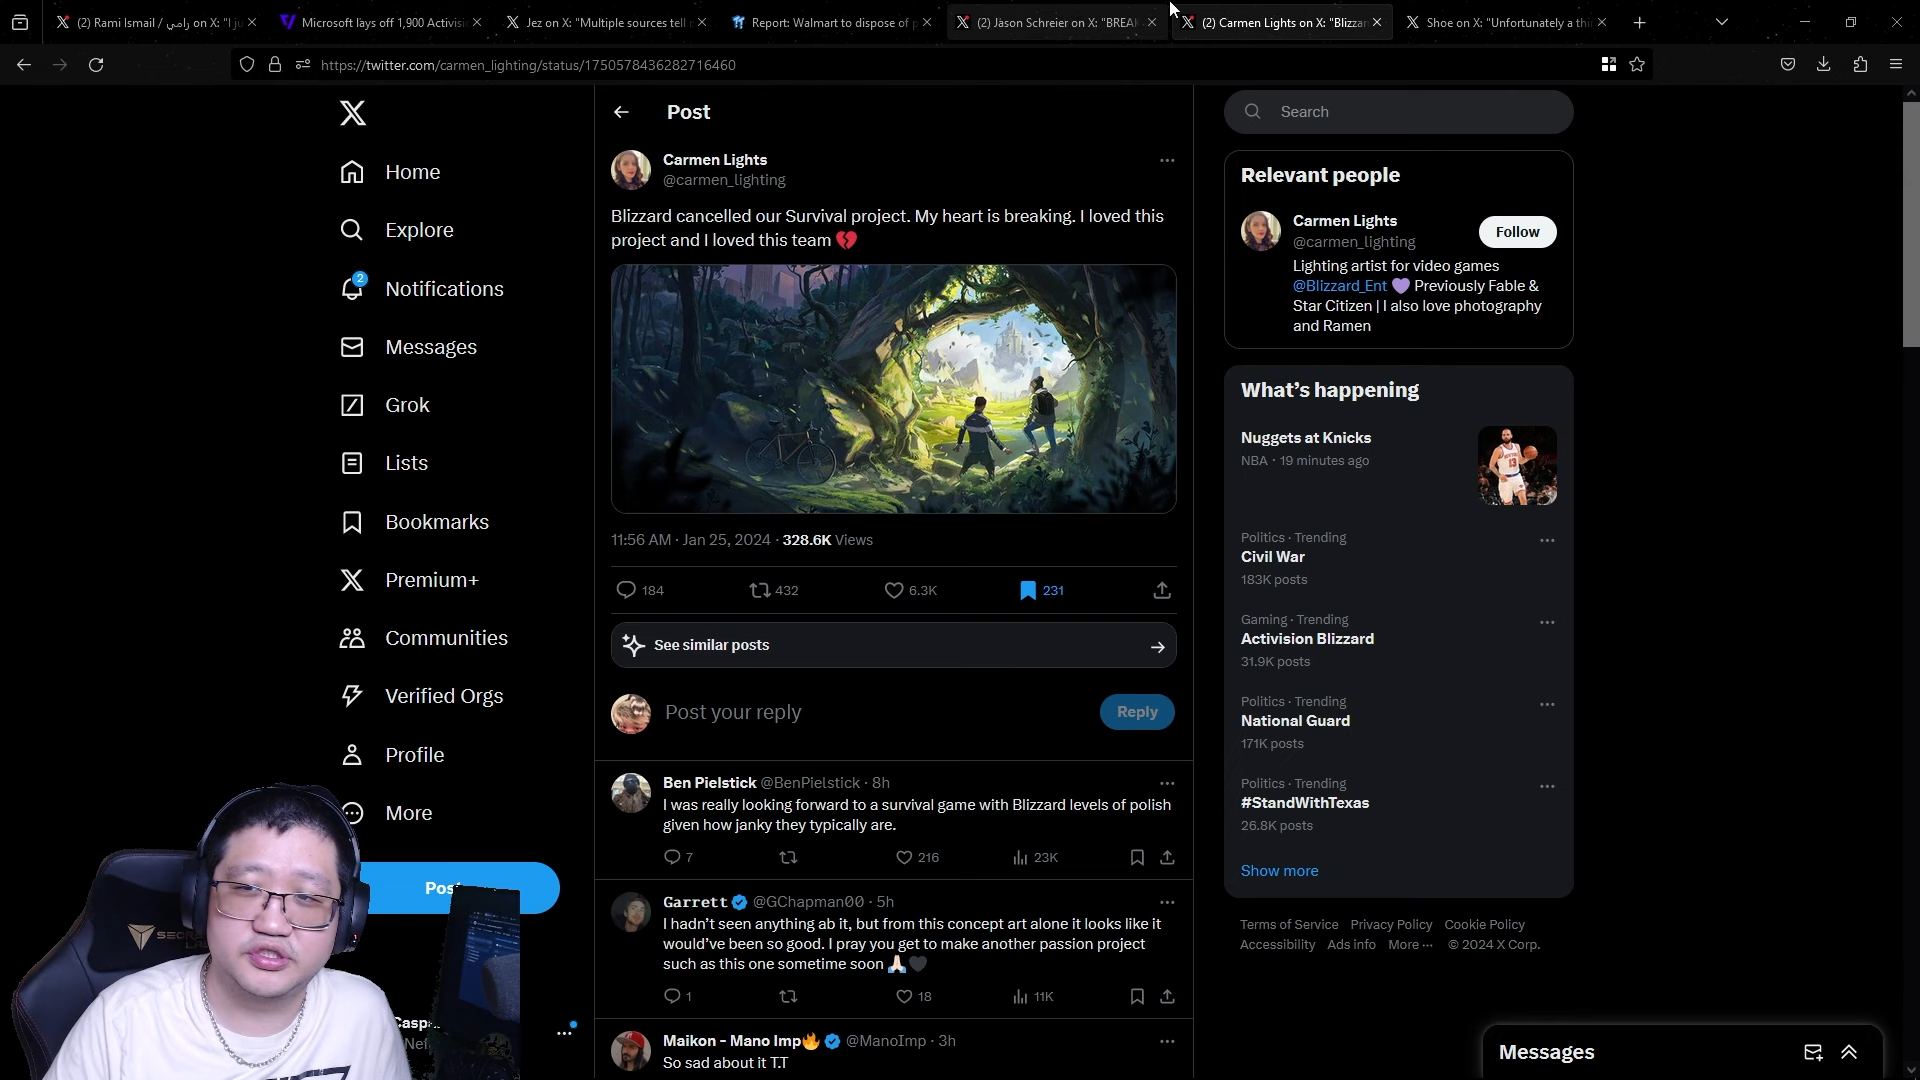 (2) Rami Ismail / رامي on X: "I ju
Microsoft lays off 1,900 Activisi
Jez on X: "Multiple sources tell m
Report: Walmart to dispose of p
(2) Jason Schreier on X: "BREAK
(2) Carmen Lights on X: "Blizzar
Shoe on X: "Unfortunately a thi
https://twitter.com/carmen_lighting/status/1750578436282716460
Home
Explore
2
Notifications
Messages
Grok
Lists
Bookmarks
Premium+
Communities
Verified Orgs
Profile
More
Post
Post
Carmen Lights
@carmen_lighting
Blizzard cancelled our Survival project. My heart is breaking. I loved this
project and I loved this team 💔
11:56 AM · Jan 25, 2024 · 328.6K Views
184
432
6.3K
231
See similar posts
Post your reply
Reply
Ben Pielstick @BenPielstick · 8h
I was really looking forward to a survival game with Blizzard levels of polish
given how janky they typically are.
7
216
23K
Garrett @GChapman00 · 5h
I hadn't seen anything ab it, but from this concept art alone it looks like it
would've been so good. I pray you get to make another passion project
such as this one sometime soon 🙏🏻🖤
1
18
11K
Maikon - Mano Imp🔥 @ManoImp · 3h
So sad about it T.T
Search
Relevant people
Carmen Lights
@carmen_lighting
Follow
Lighting artist for video games
@Blizzard_Ent 💜 Previously Fable &
Star Citizen | I also love photography
and Ramen
What's happening
Nuggets at Knicks
NBA · 19 minutes ago
Politics · Trending
Civil War
183K posts
Gaming · Trending
Activision Blizzard
31.9K posts
Politics · Trending
National Guard
171K posts
Politics · Trending
#StandWithTexas
26.8K posts
Show more
Terms of Service Privacy Policy Cookie Policy
Accessibility Ads info More ··· © 2024 X Corp.
Messages